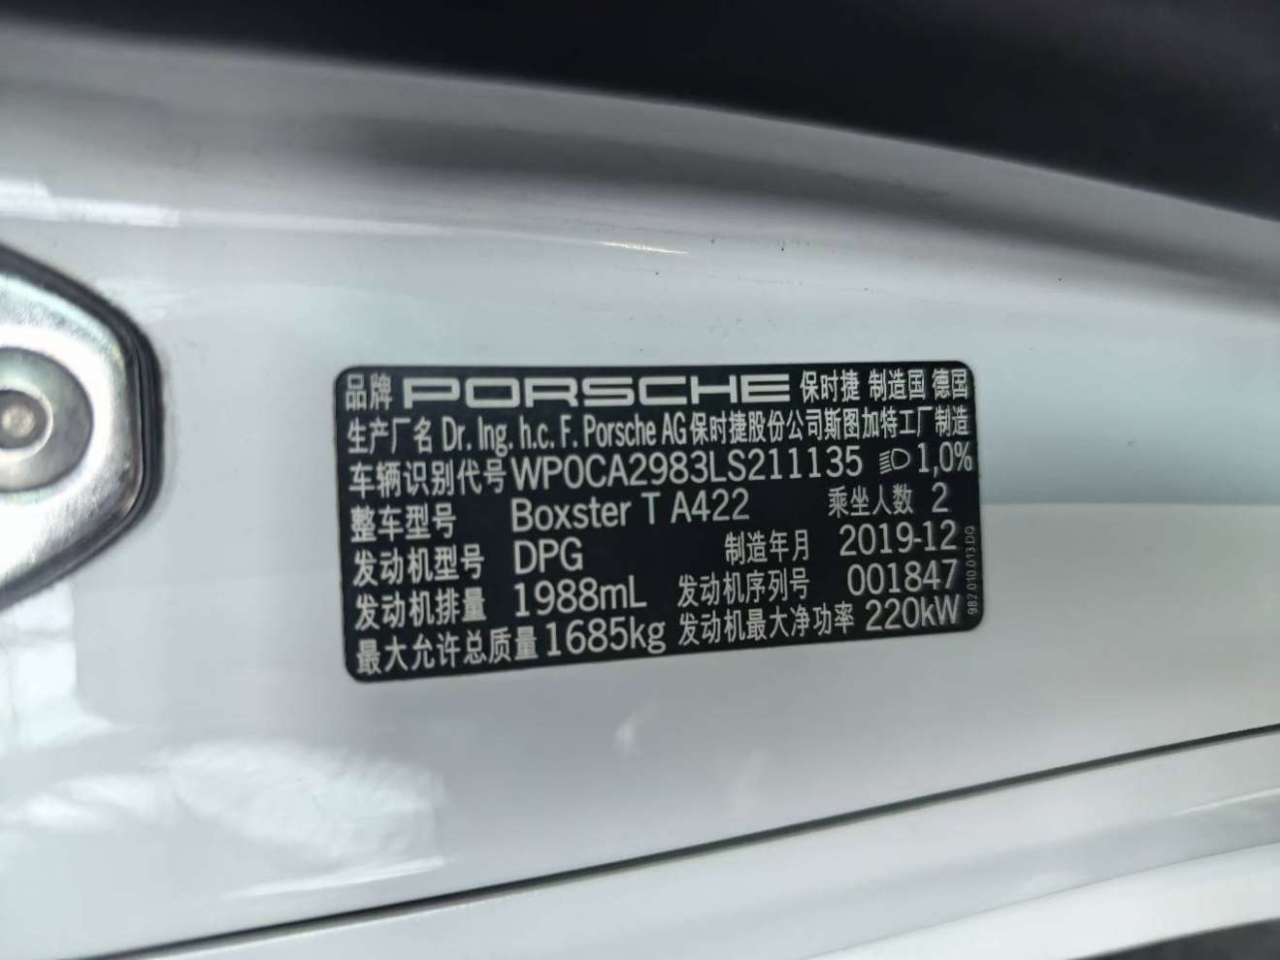 品牌 PORSCHE 保时捷 制造国 德国
生产厂名 Dr. Ing. h.c. F. Porsche AG 保时捷股份公司斯图加特工厂制造
车辆识别代号 WP0CA2983LS211135 1,0%
整车型号 Boxster T A422 乘坐人数 2
发动机型号 DPG 制造年月 2019-12
发动机排量 1988mL 发动机序列号 001847
最大允许总质量 1685kg 发动机最大净功率 220kW
982.010.013.DQ